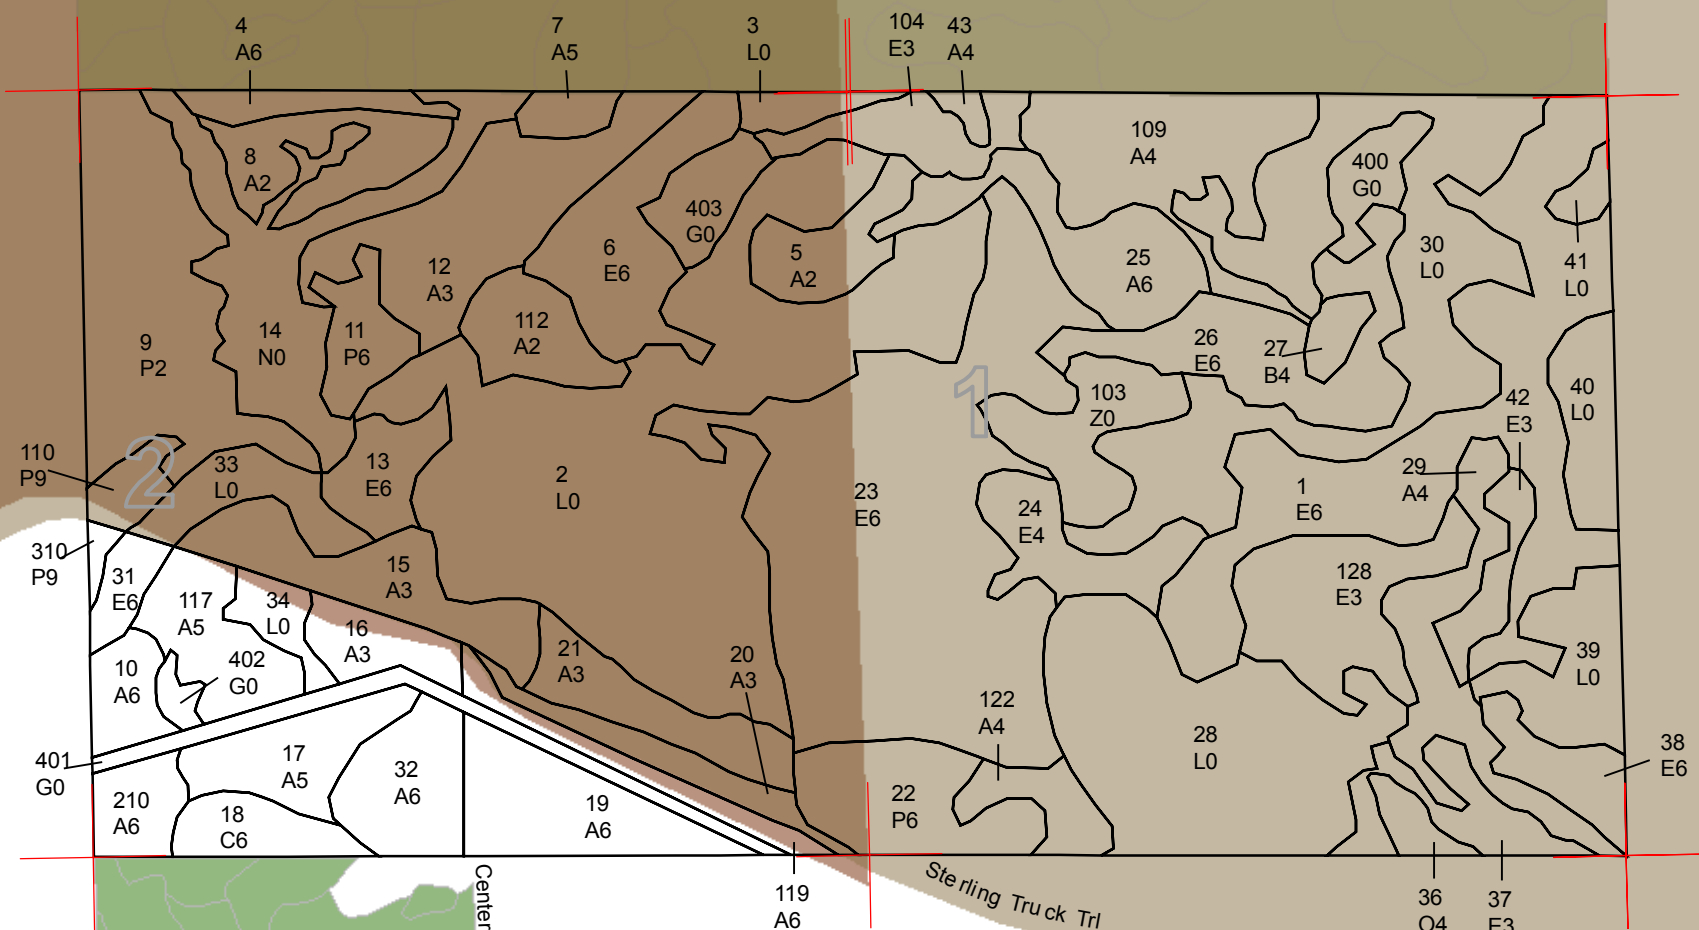 4
A6
7
A5
3
L0
104
E3
43
A4
109
A4
8
A2
400
G0
403
G0
6
E6
5
A2
12
A3
25
A6
30
L0
41
L0
9
P2
14
N0
11
P6
112
A2
26
E6
27
B4
1
103
Z0
42
E3
40
L0
110
P9
2
33
L0
13
E6
2
L0
23
E6
24
E4
1
E6
29
A4
310
P9
31
E6
117
A5
34
L0
15
A3
16
A3
128
E3
10
A6
402
G0
21
A3
20
A3
122
A4
39
L0
28
L0
38
E6
401
G0
17
A5
32
A6
210
A6
18
C6
19
A6
22
P6
119
A6
Center
Sterling Truck Trl
36
O4
37
E3